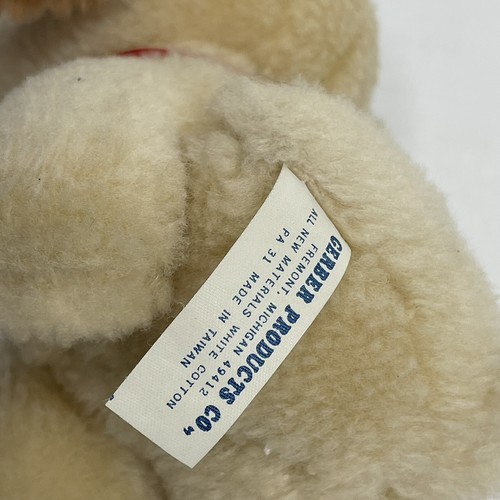 GERBER PRODUCTS CO.,
FREMONT, MICHIGAN 49412
ALL NEW MATERIALS WHITE COTTON
PA 31 MADE IN TAIWAN